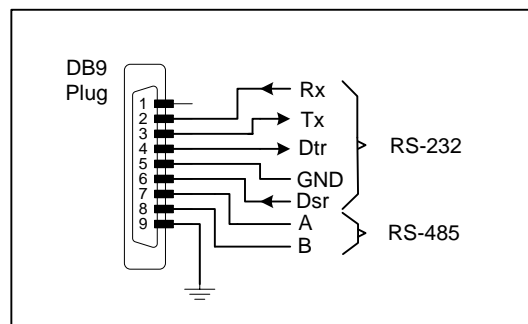 DB9
Plug
1
2
3
4
5
6
7
8
9
Rx
Tx
Dtr
GND
Dsr
A
B
RS-232
RS-485